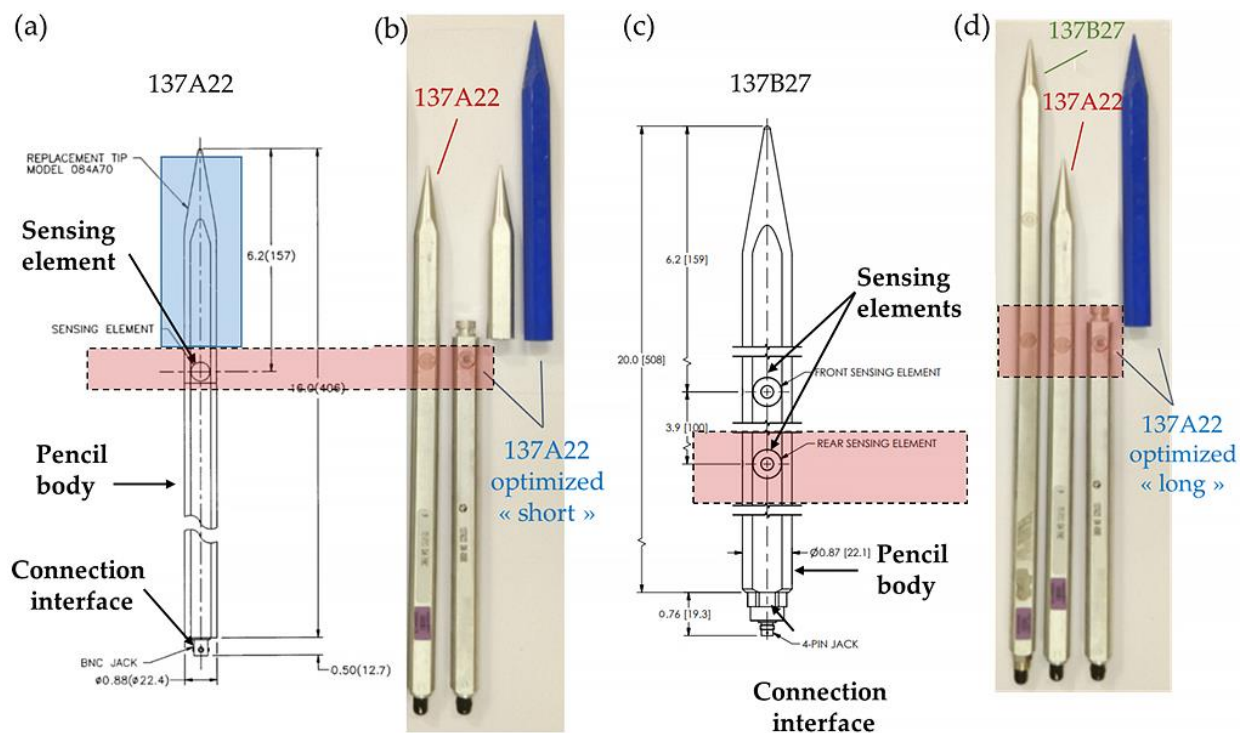 (a)
137A22
REPLACEMENT TIP
MODEL 084A70
Sensing
element
6.2(157)
SENSING ELEMENT
16.0(406)
Pencil
body
Connection
interface
BNC JACK
0.50(12.7)
ø0.88(ø22.4)
(b)
137A22
137A22
optimized
« short »
(c)
137B27
6.2 [159]
Sensing
elements
20.0 [508]
FRONT SENSING ELEMENT
3.9 [100]
REAR SENSING ELEMENT
Ø0.87 [22.1]
Pencil
body
0.76 [19.3]
4-PIN JACK
Connection
interface
(d)
137B27
137A22
137A22
optimized
« long »